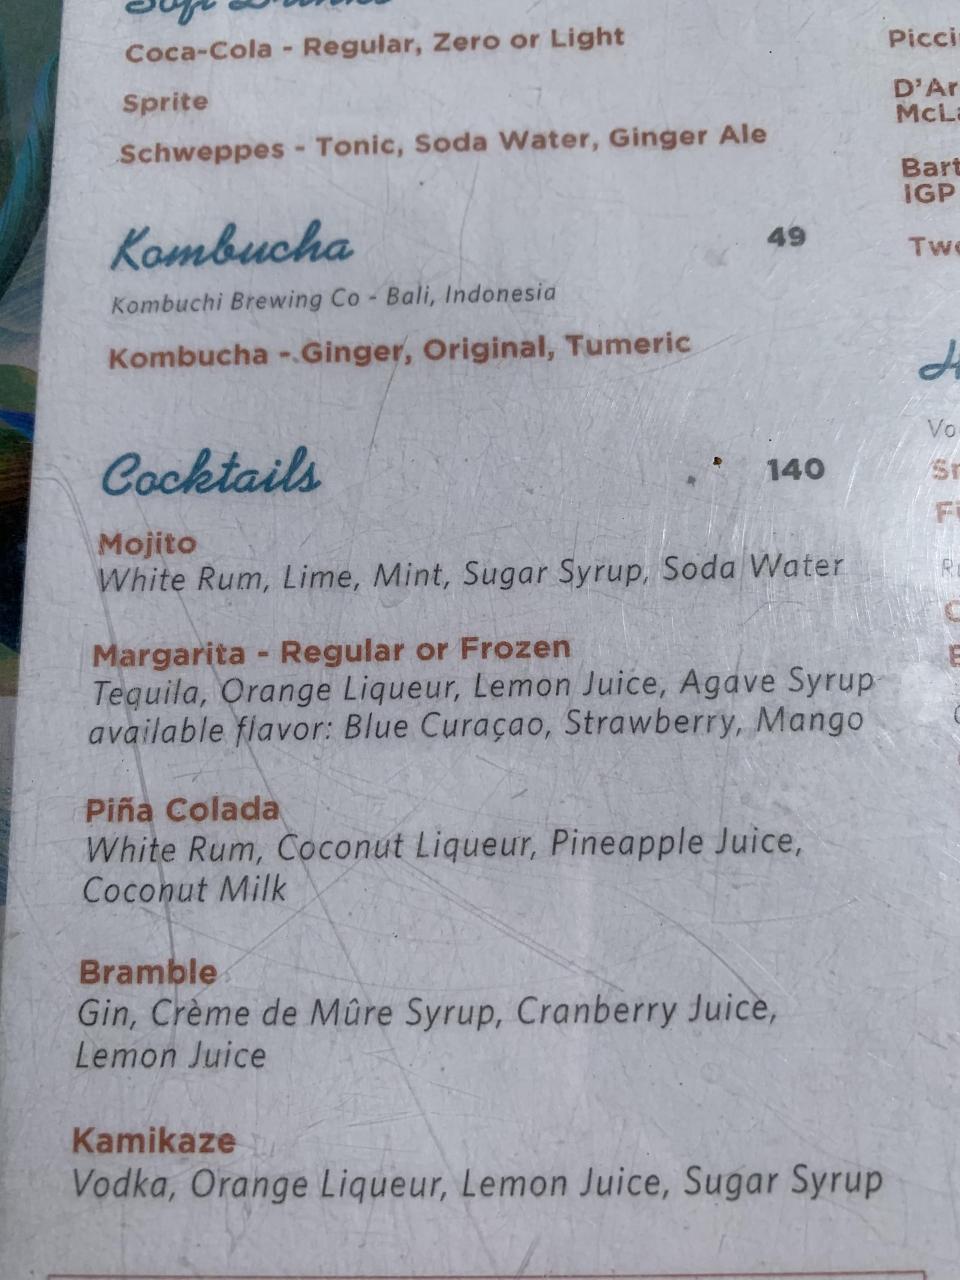 Coca-Cola - Regular, Zero or Light
Sprite
Schweppes - Tonic, Soda Water, Ginger Ale
Kombucha 49
Kombuchi Brewing Co - Bali, Indonesia
Kombucha - Ginger, Original, Tumeric
Cocktails 140
Mojito
White Rum, Lime, Mint, Sugar Syrup, Soda Water
Margarita - Regular or Frozen
Tequila, Orange Liqueur, Lemon Juice, Agave Syrup
available flavor: Blue Curaçao, Strawberry, Mango
Piña Colada
White Rum, Coconut Liqueur, Pineapple Juice,
Coconut Milk
Bramble
Gin, Crème de Mûre Syrup, Cranberry Juice,
Lemon Juice
Kamikaze
Vodka, Orange Liqueur, Lemon Juice, Sugar Syrup
IGP